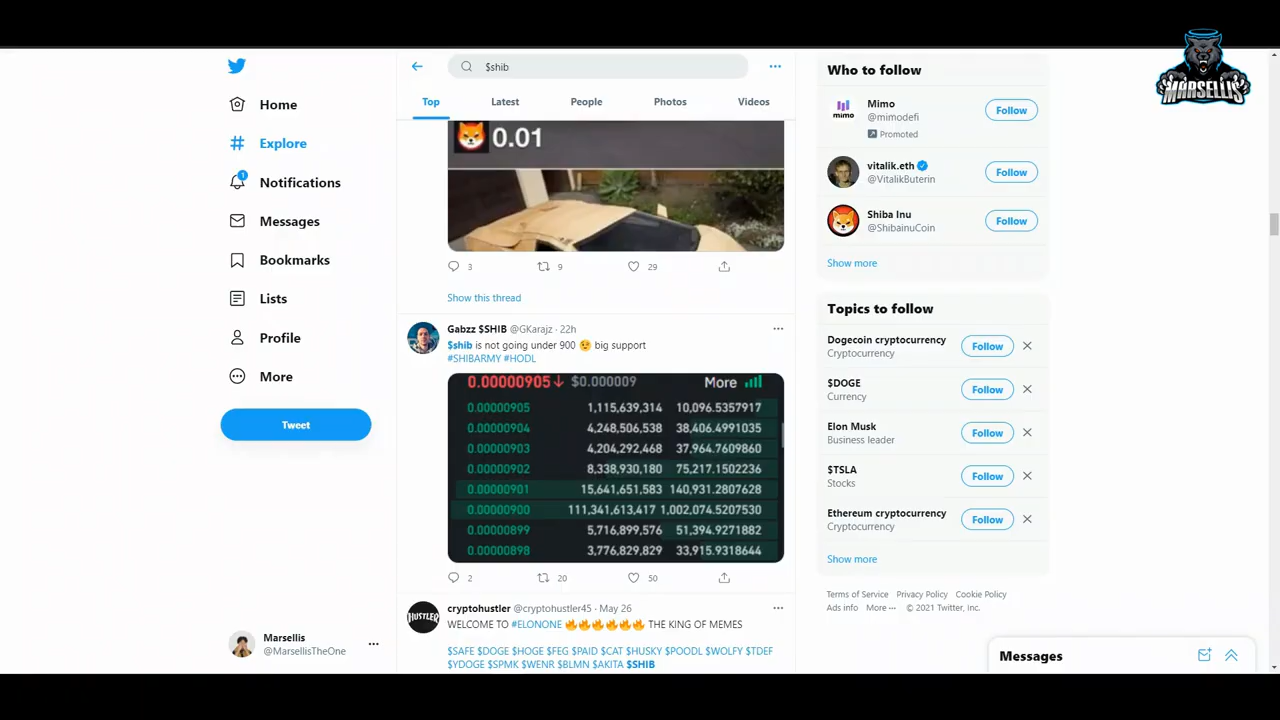 $shib
Top
Latest
People
Photos
Videos
Home
Explore
1
Notifications
Messages
Bookmarks
Lists
Profile
More
Tweet
Marsellis
@MarsellisTheOne
0.01
3
9
29
Show this thread
Gabzz $SHIB @GKarajz · 22h
$shib is not going under 900 😉 big support
#SHIBARMY #HODL
0.00000905↓ $0.000009 More
0.00000905 1,115,639,314 10,096.5357917
0.00000904 4,248,506,538 38,406.4991035
0.00000903 4,204,292,468 37,964.7609860
0.00000902 8,338,930,180 75,217.1502236
0.00000901 15,641,651,583 140,931.2807628
0.00000900 111,341,613,417 1,002,074.5207530
0.00000899 5,716,899,576 51,394.9271882
0.00000898 3,776,829,829 33,915.9318644
2
20
50
HUSTLER
cryptohustler @cryptohustler45 · May 26
WELCOME TO #ELONONE 🔥🔥🔥🔥🔥🔥 THE KING OF MEMES
$SAFE $DOGE $HOGE $FEG $PAID $CAT $HUSKY $POODL $WOLFY $TDEF
$YDOGE $SPMK $WENR $BLMN $AKITA $SHIB
MARSELLIS
Who to follow
mimo
Mimo
@mimodefi
Promoted
Follow
vitalik.eth
@VitalikButerin
Follow
Shiba Inu
@ShibainuCoin
Follow
Show more
Topics to follow
Dogecoin cryptocurrency
Cryptocurrency
Follow
$DOGE
Currency
Follow
Elon Musk
Business leader
Follow
$TSLA
Stocks
Follow
Ethereum cryptocurrency
Cryptocurrency
Follow
Show more
Terms of Service Privacy Policy Cookie Policy
Ads info More ··· © 2021 Twitter, Inc.
Messages